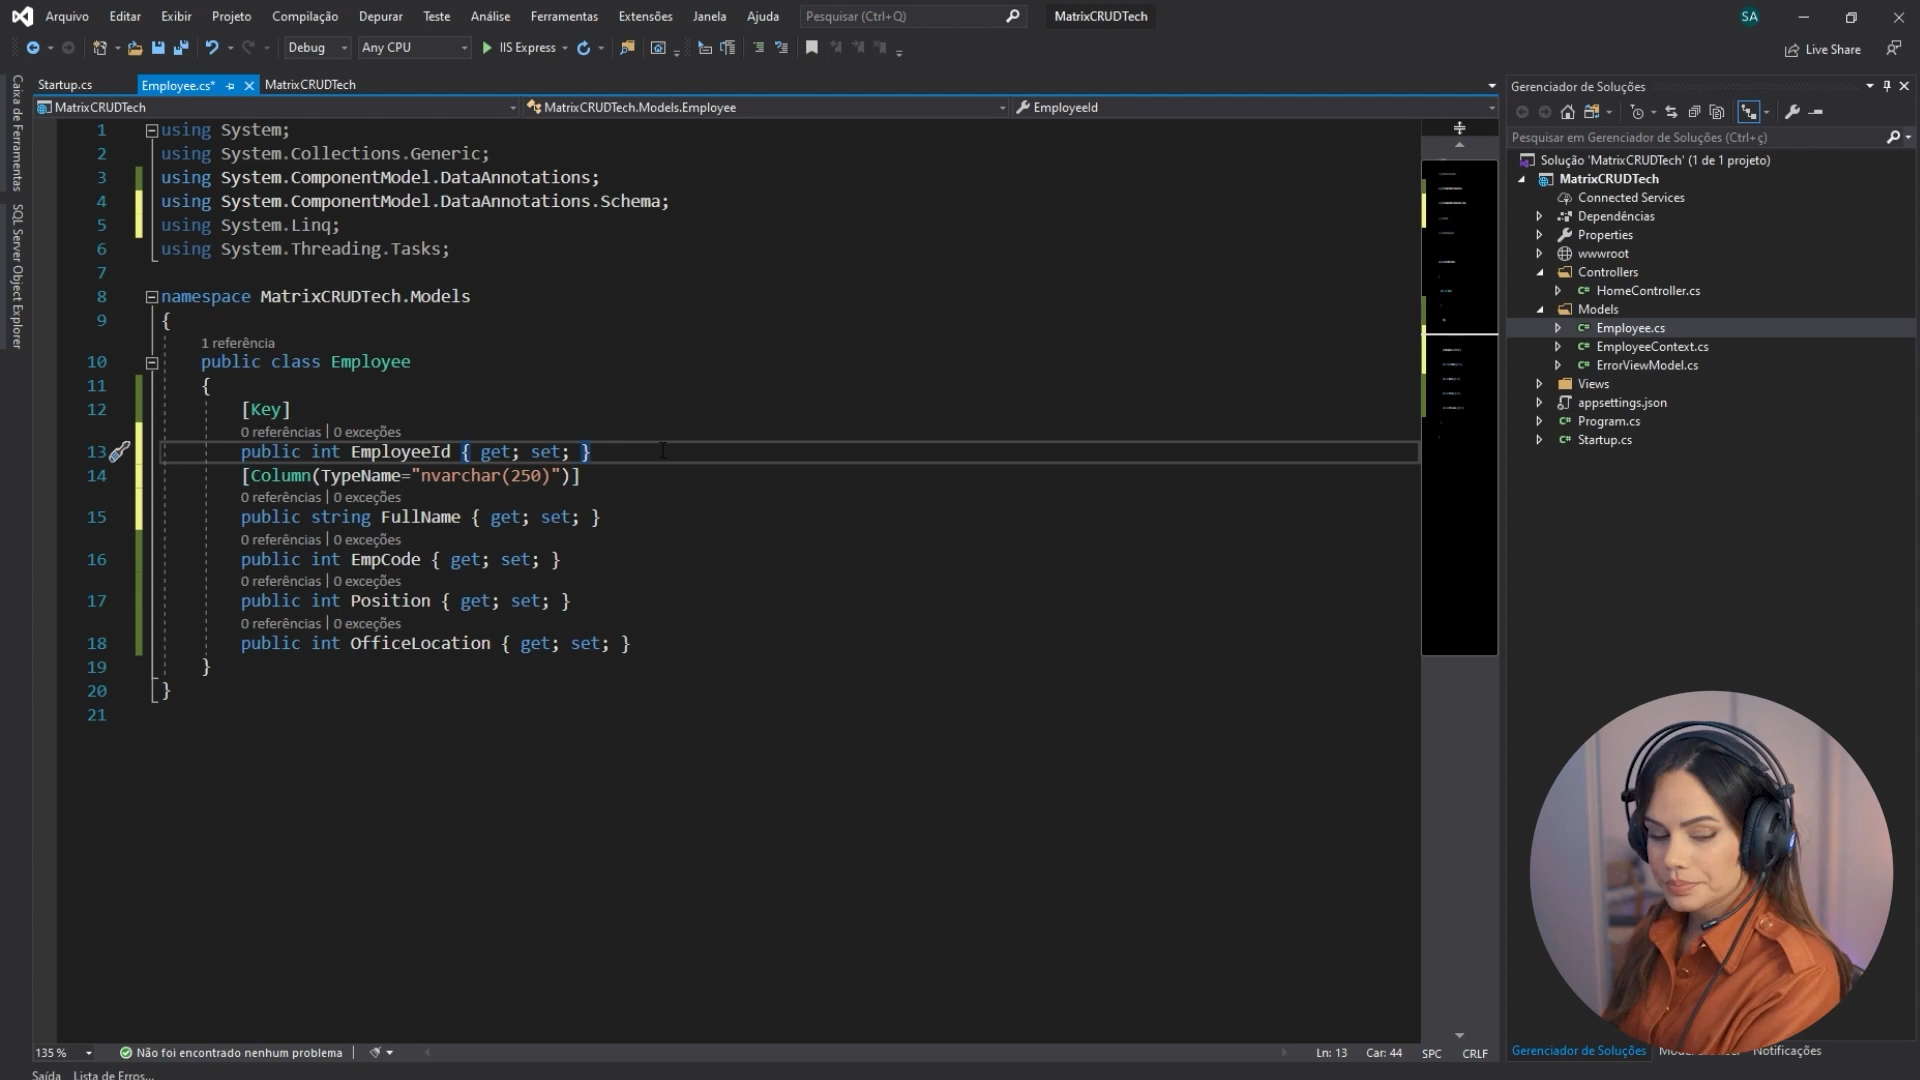 Arquivo Editar Exibir Projeto Compilação Depurar Teste Análise Ferramentas Extensões Janela Ajuda Pesquisar (Ctrl+Q) MatrixCRUDTech SA
Debug Any CPU IIS Express Live Share
Caixa de Ferramentas
SQL Server Object Explorer
Startup.cs Employee.cs* MatrixCRUDTech
MatrixCRUDTech MatrixCRUDTech.Models.Employee EmployeeId
1 using System;
2 using System.Collections.Generic;
3 using System.ComponentModel.DataAnnotations;
4 using System.ComponentModel.DataAnnotations.Schema;
5 using System.Linq;
6 using System.Threading.Tasks;
7
8 namespace MatrixCRUDTech.Models
9 {
1 referência
10 public class Employee
11 {
12 [Key]
0 referências | 0 exceções
13 public int EmployeeId { get; set; }
14 [Column(TypeName="nvarchar(250)")]
0 referências | 0 exceções
15 public string FullName { get; set; }
0 referências | 0 exceções
16 public int EmpCode { get; set; }
0 referências | 0 exceções
17 public int Position { get; set; }
0 referências | 0 exceções
18 public int OfficeLocation { get; set; }
19 }
20 }
21
135 % Não foi encontrado nenhum problema Ln: 13 Car: 44 SPC CRLF
Saída Lista de Erros...
Gerenciador de Soluções
Pesquisar em Gerenciador de Soluções (Ctrl+ç)
Solução 'MatrixCRUDTech' (1 de 1 projeto)
MatrixCRUDTech
Connected Services
Dependências
Properties
wwwroot
Controllers
C# HomeController.cs
Models
C# Employee.cs
C# EmployeeContext.cs
C# ErrorViewModel.cs
Views
appsettings.json
C# Program.cs
C# Startup.cs
Gerenciador de Soluções Notificações